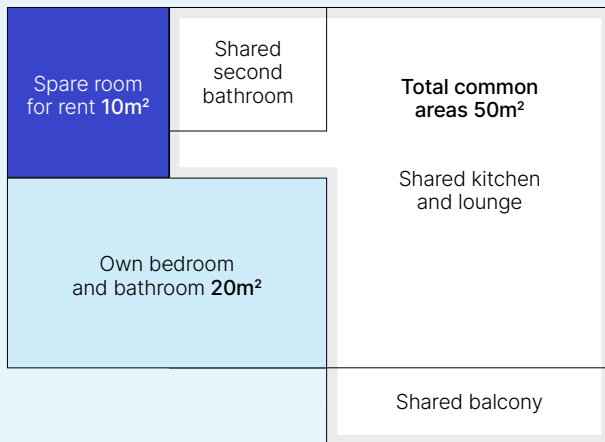 Shared
second
bathroom
Spare room
for rent 10m²
Total common
areas 50m²
Shared kitchen
and lounge
Own bedroom
and bathroom 20m²
Shared balcony